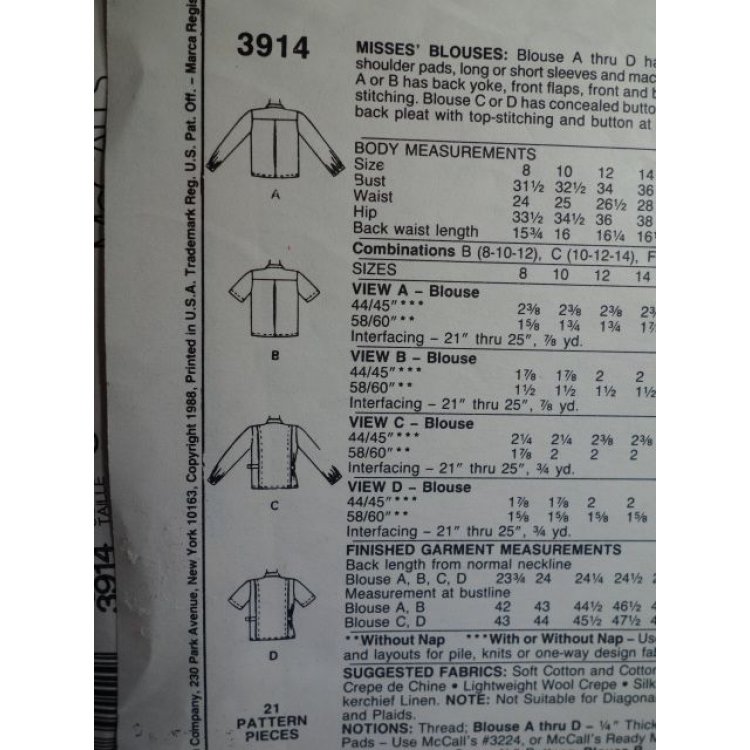 3914
MISSES' BLOUSES: Blouse A thru D ha
shoulder pads, long or short sleeves and mac
A or B has back yoke, front flaps, front and b
stitching. Blouse C or D has concealed butto
back pleat with top-stitching and button at
BODY MEASUREMENTS
Size 8 10 12 14
Bust 31½ 32½ 34 36
Waist 24 25 26½ 28
Hip 33½ 34½ 36 38
Back waist length 15¾ 16 16¼ 16½
Combinations B (8-10-12), C (10-12-14), F
SIZES 8 10 12 14
VIEW A – Blouse
44/45"*** 2⅜ 2⅜ 2⅜ 2⅜
58/60"** 1⅝ 1¾ 1¾ 1⅞
Interfacing – 21" thru 25", ⅞ yd.
VIEW B – Blouse
44/45"*** 1⅞ 1⅞ 2 2
58/60"** 1½ 1½ 1½ 1½
Interfacing – 21" thru 25", ⅞ yd.
VIEW C – Blouse
44/45"*** 2¼ 2¼ 2⅜ 2⅜
58/60"** 1⅞ 2 2 2
Interfacing – 21" thru 25", ¾ yd.
VIEW D – Blouse
44/45"*** 1⅞ 1⅞ 2 2
58/60"** 1⅝ 1⅝ 1⅝ 1⅝
Interfacing – 21" thru 25", ¾ yd.
FINISHED GARMENT MEASUREMENTS
Back length from normal neckline
Blouse A, B, C, D 23¾ 24 24¼ 24½
Measurement at bustline
Blouse A, B 42 43 44½ 46½
Blouse C, D 43 44 45½ 47½
**Without Nap ***With or Without Nap – Us
and layouts for pile, knits or one-way design fa
SUGGESTED FABRICS: Soft Cotton and Cotton
Crepe de Chine • Lightweight Wool Crepe • Silk
kerchief Linen. NOTE: Not Suitable for Diagona
and Plaids.
NOTIONS: Thread; Blouse A thru D – ¼" Thick
Pads – Use McCall's #3224, or McCall's Ready M
A
B
C
D
21
PATTERN
PIECES
Company, 230 Park Avenue, New York 10163, Copyright 1988, Printed in U.S.A. Trademark Reg. U.S. Pat. Off. – Marca Regis
3914 TAILLE